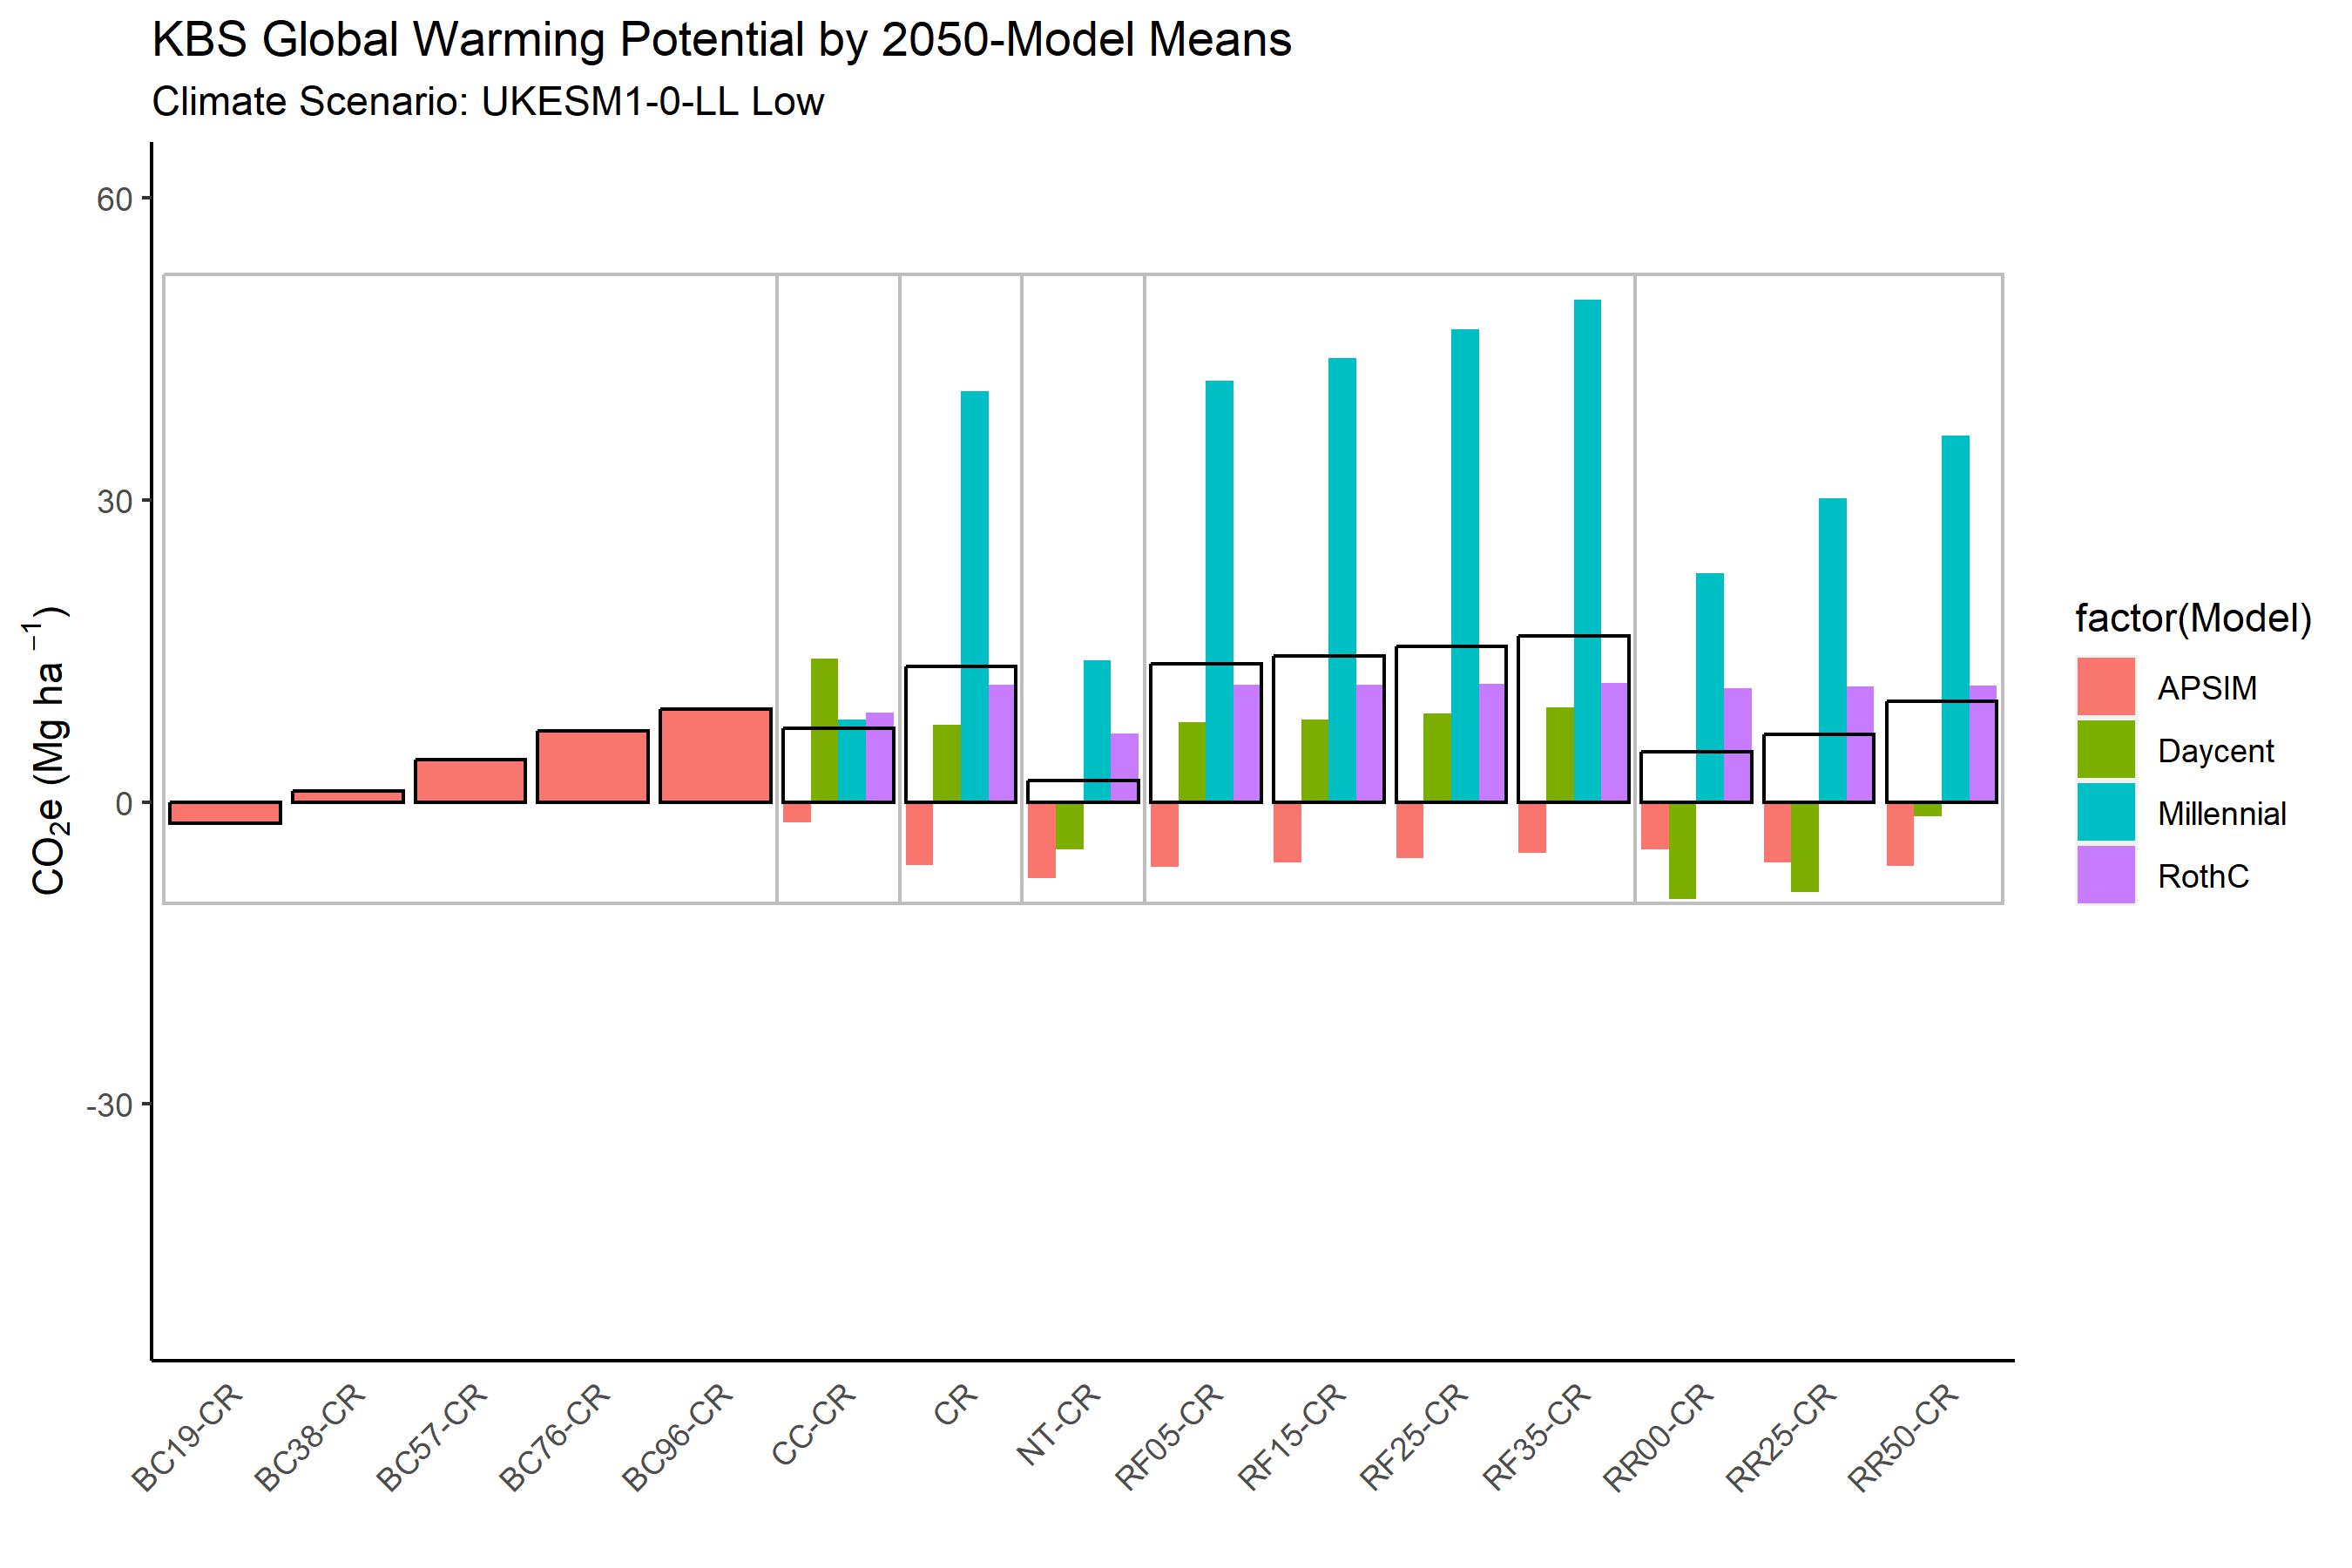 KBS Global Warming Potential by 2050-Model Means
Climate Scenario: UKESM1-0-LL Low
CO₂e (Mg ha ⁻¹)
60
30
0
-30
BC19-CR
BC38-CR
BC57-CR
BC76-CR
BC96-CR
CC-CR
CR
NT-CR
RF05-CR
RF15-CR
RF25-CR
RF35-CR
RR00-CR
RR25-CR
RR50-CR
factor(Model)
APSIM
Daycent
Millennial
RothC